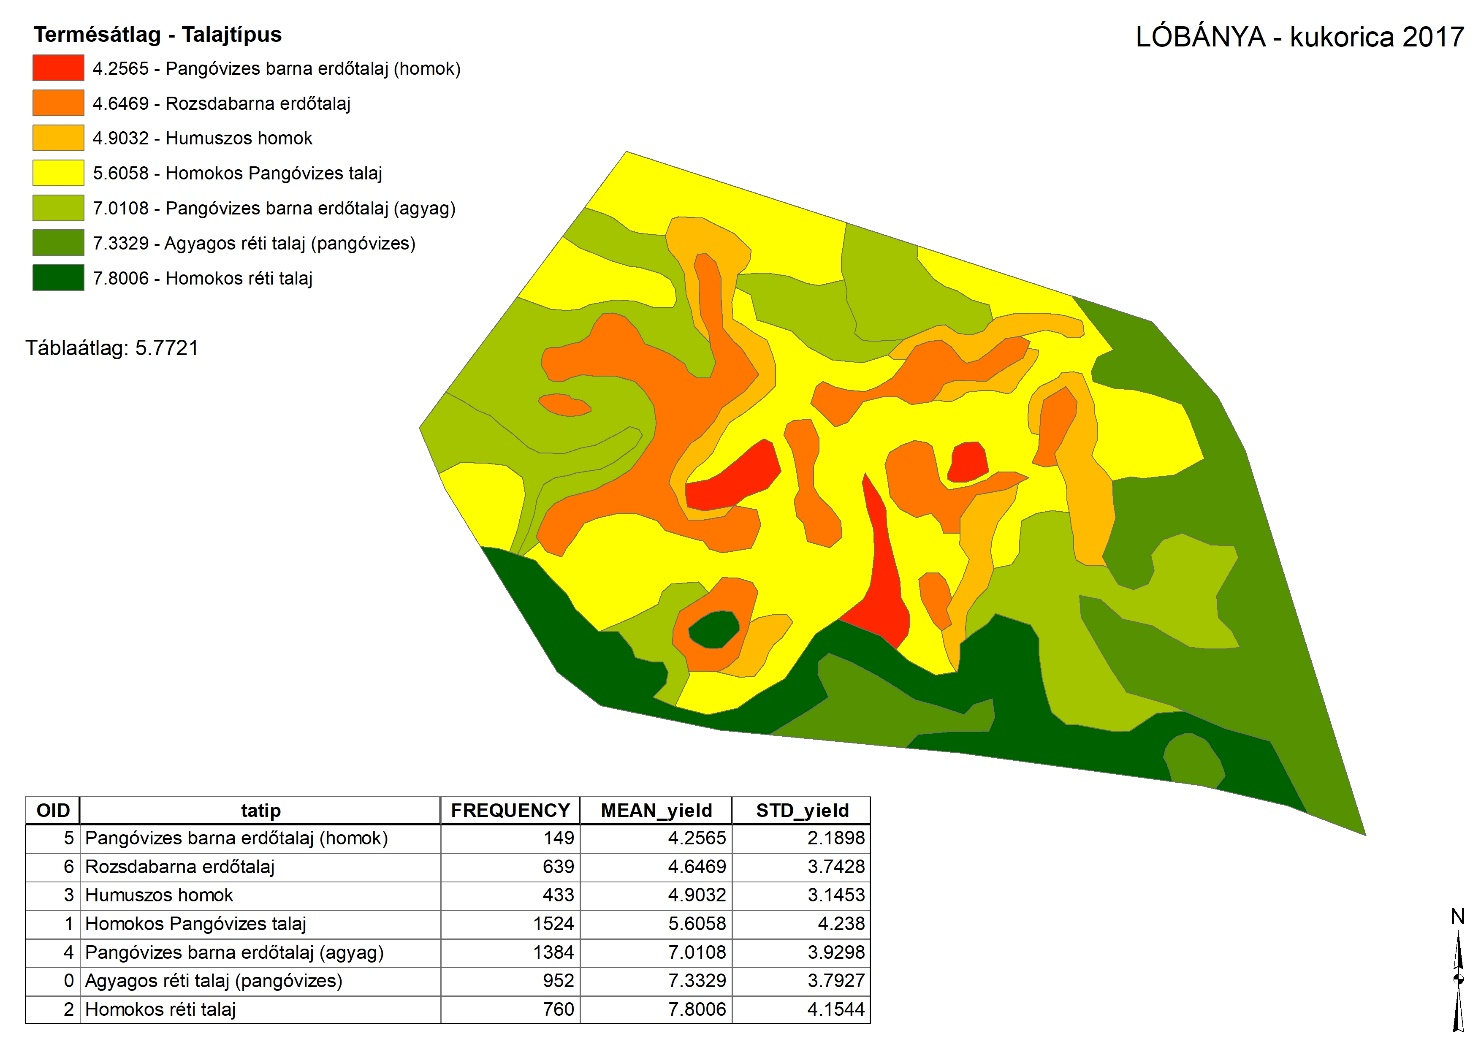 Termésátlag - Talajtípus
LÓBÁNYA - kukorica 2017
4.2565 - Pangóvizes barna erdőtalaj (homok)
4.6469 - Rozsdabarna erdőtalaj
4.9032 - Humuszos homok
5.6058 - Homokos Pangóvizes talaj
7.0108 - Pangóvizes barna erdőtalaj (agyag)
7.3329 - Agyagos réti talaj (pangóvizes)
7.8006 - Homokos réti talaj
Táblaátlag: 5.7721
OID tatip FREQUENCY MEAN_yield STD_yield
5 Pangóvizes barna erdőtalaj (homok) 149 4.2565 2.1898
6 Rozsdabarna erdőtalaj 639 4.6469 3.7428
3 Humuszos homok 433 4.9032 3.1453
1 Homokos Pangóvizes talaj 1524 5.6058 4.238
4 Pangóvizes barna erdőtalaj (agyag) 1384 7.0108 3.9298
0 Agyagos réti talaj (pangóvizes) 952 7.3329 3.7927
2 Homokos réti talaj 760 7.8006 4.1544
N